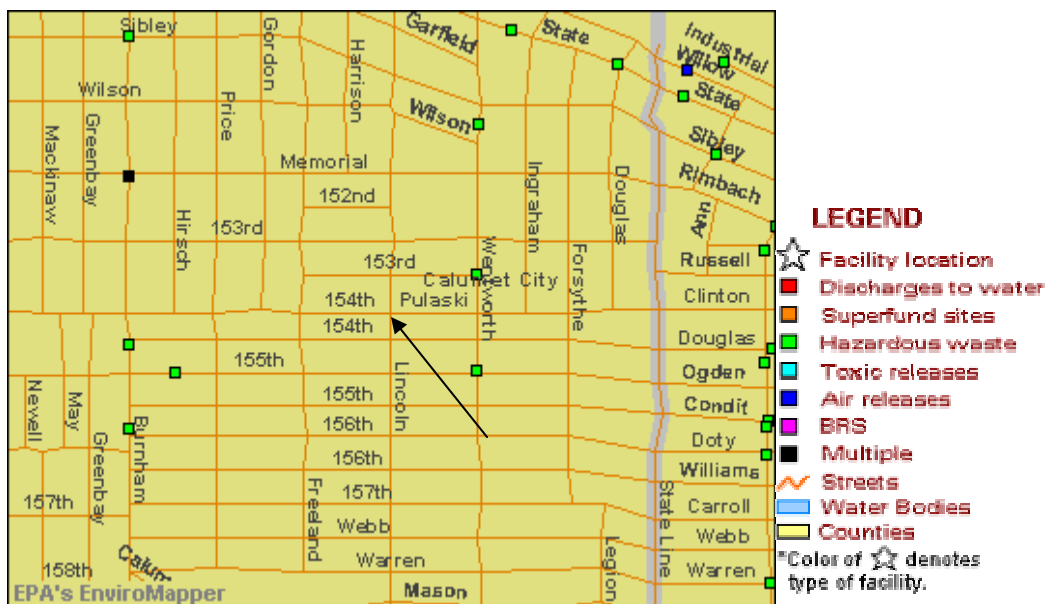 Sibley
Gordon
Garfield
State
Industrial
Willow
Harrison
Wilson
Price
State
Wilson
Mackinaw
Greenbay
Sibley
Memorial
Ingraham
Douglas
Rimbach
152nd
Hirsch
153rd
Ann
LEGEND
Wentworth
Forsythe
153rd
Russell
Facility location
Calumet City
Discharges to water
154th
Pulaski
Clinton
Superfund sites
154th
Douglas
Hazardous waste
155th
Lincoln
Ogden
Toxic releases
Newell
May
155th
Condit
Air releases
156th
BRS
Burnham
Doty
Greenbay
156th
Multiple
Williams
157th
157th
Freeland
State Line
Carroll
Streets
Webb
Water Bodies
Webb
Counties
Legion
Warren
*Color of ☆ denotes
type of facility.
158th
Warren
Mason
EPA's EnviroMapper